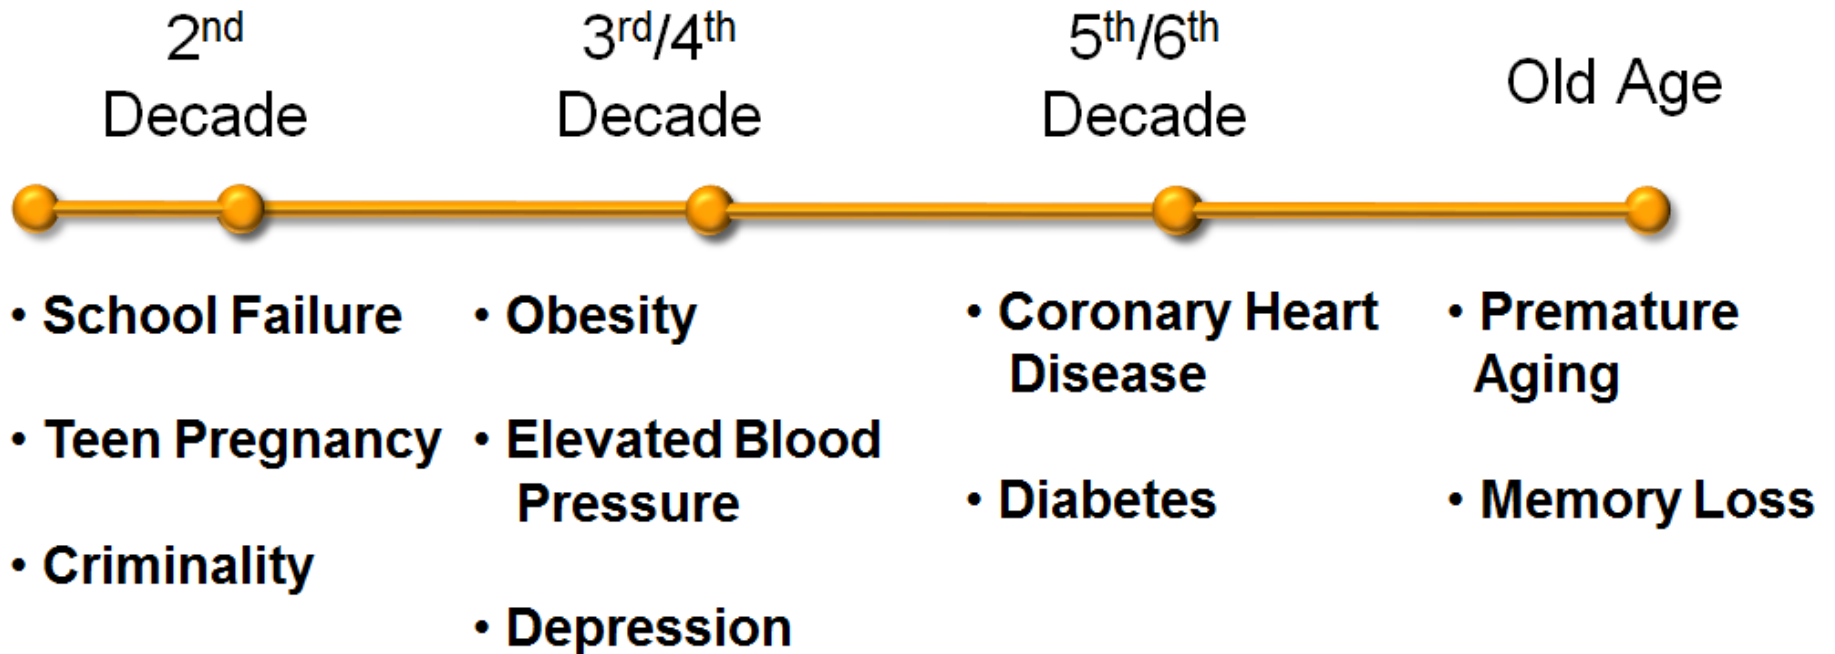 2nd
Decade
3rd/4th
Decade
5th/6th
Decade
Old Age
• School Failure
• Teen Pregnancy
• Criminality
• Obesity
• Elevated Blood
Pressure
• Depression
• Coronary Heart
Disease
• Diabetes
• Premature
Aging
• Memory Loss